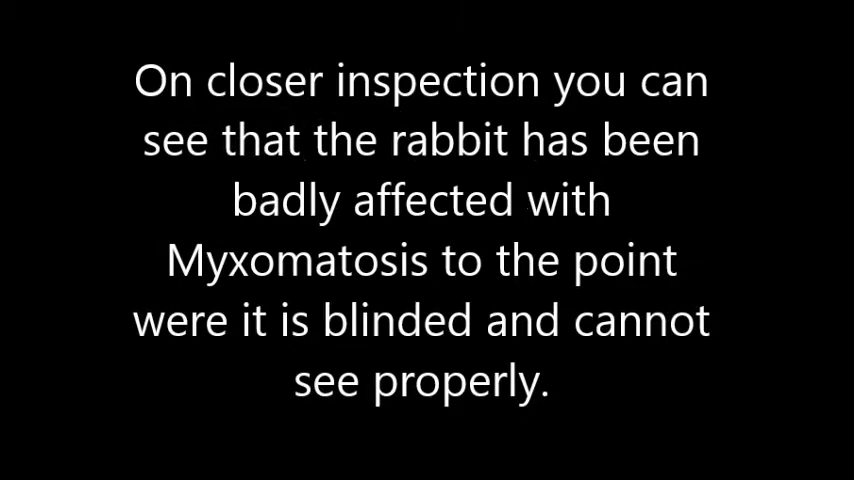 On closer inspection you can
see that the rabbit has been
badly affected with
Myxomatosis to the point
were it is blinded and cannot
see properly.